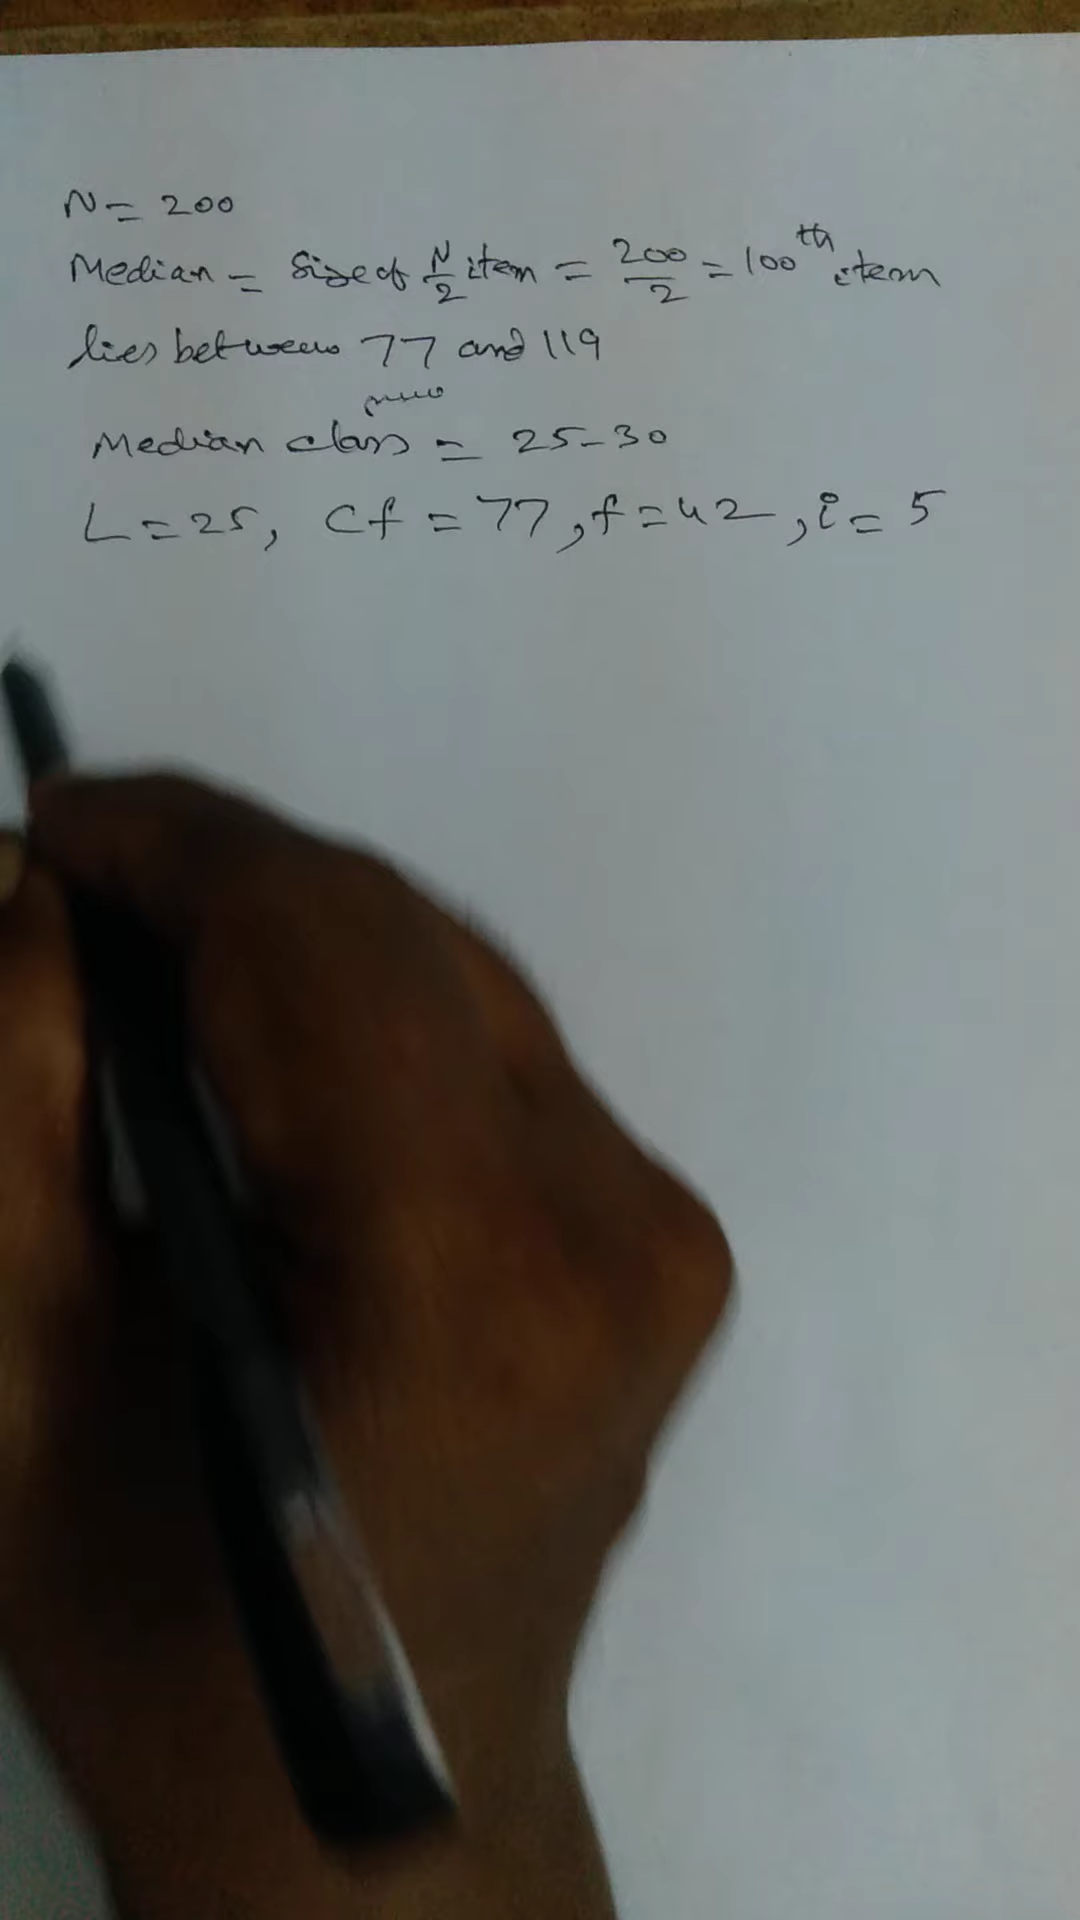 N = 200
Median = Size of N/2 item = 200/2 = 100th item
lies between 77 and 119
Median class = 25-30
L = 25, Cf = 77, f = 42, i = 5